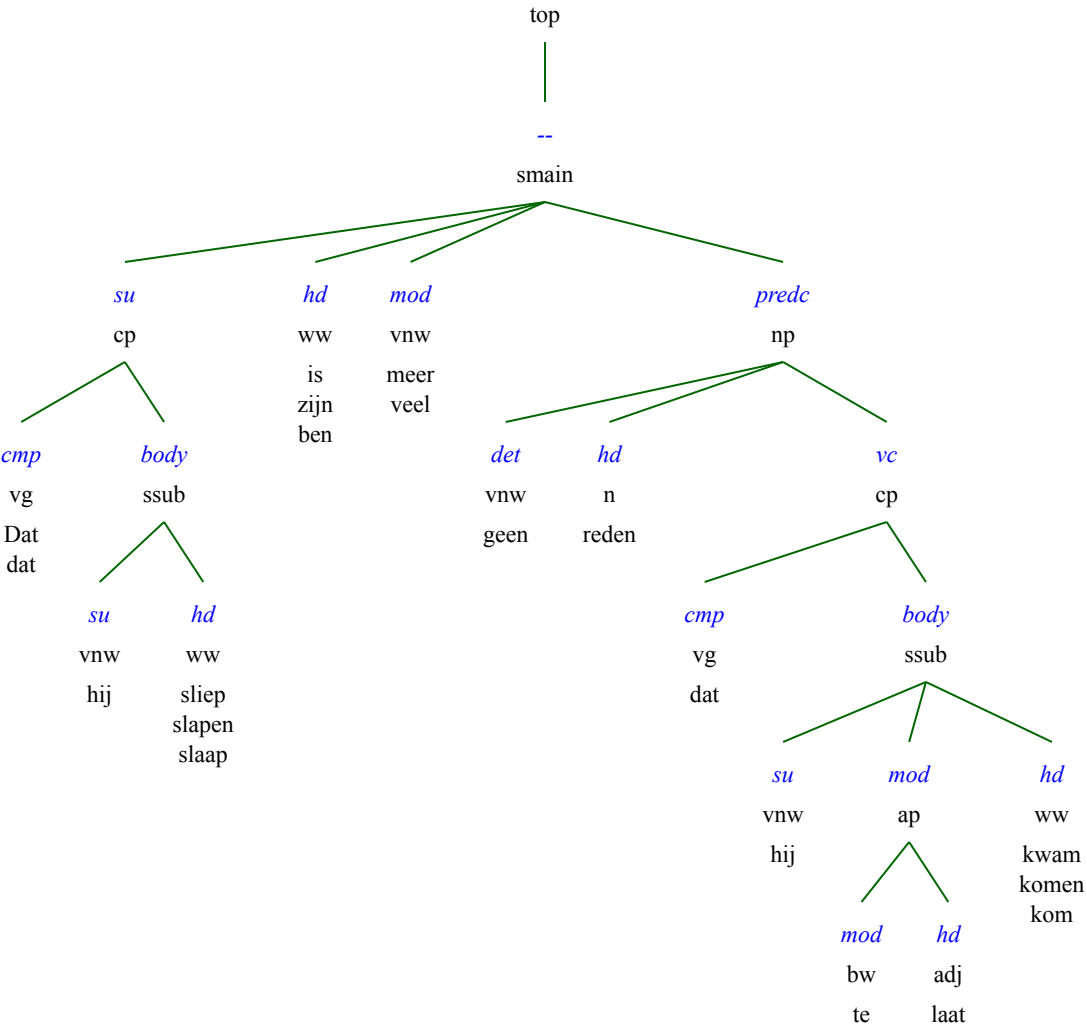 top
--
smain
su hd mod predc
cp ww vnw np
is meer
zijn veel
ben
cmp body det hd vc
vg ssub vnw n cp
Dat geen reden
dat
su hd cmp body
vnw ww vg ssub
hij sliep dat
slapen
slaap
su mod hd
vnw ap ww
hij kwam
komen
kom
mod hd
bw adj
te laat